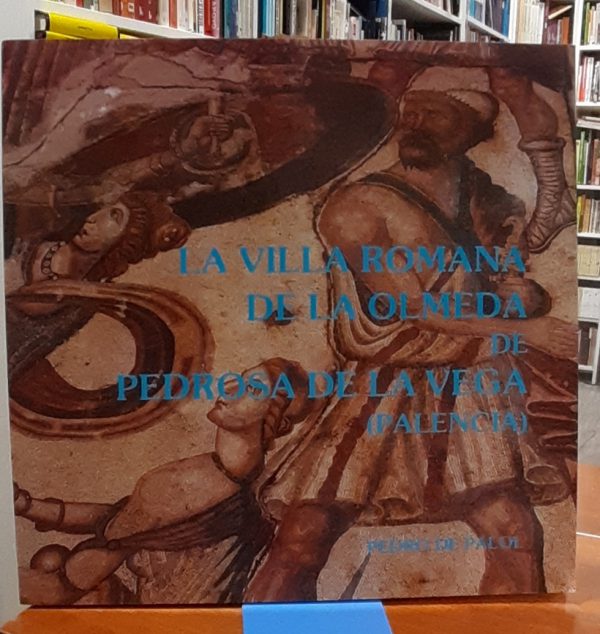 LA VILLA ROMANA
DE LA OLMEDA
DE
PEDROSA DE LA VEGA
(PALENCIA)
PEDRO DE PALOL